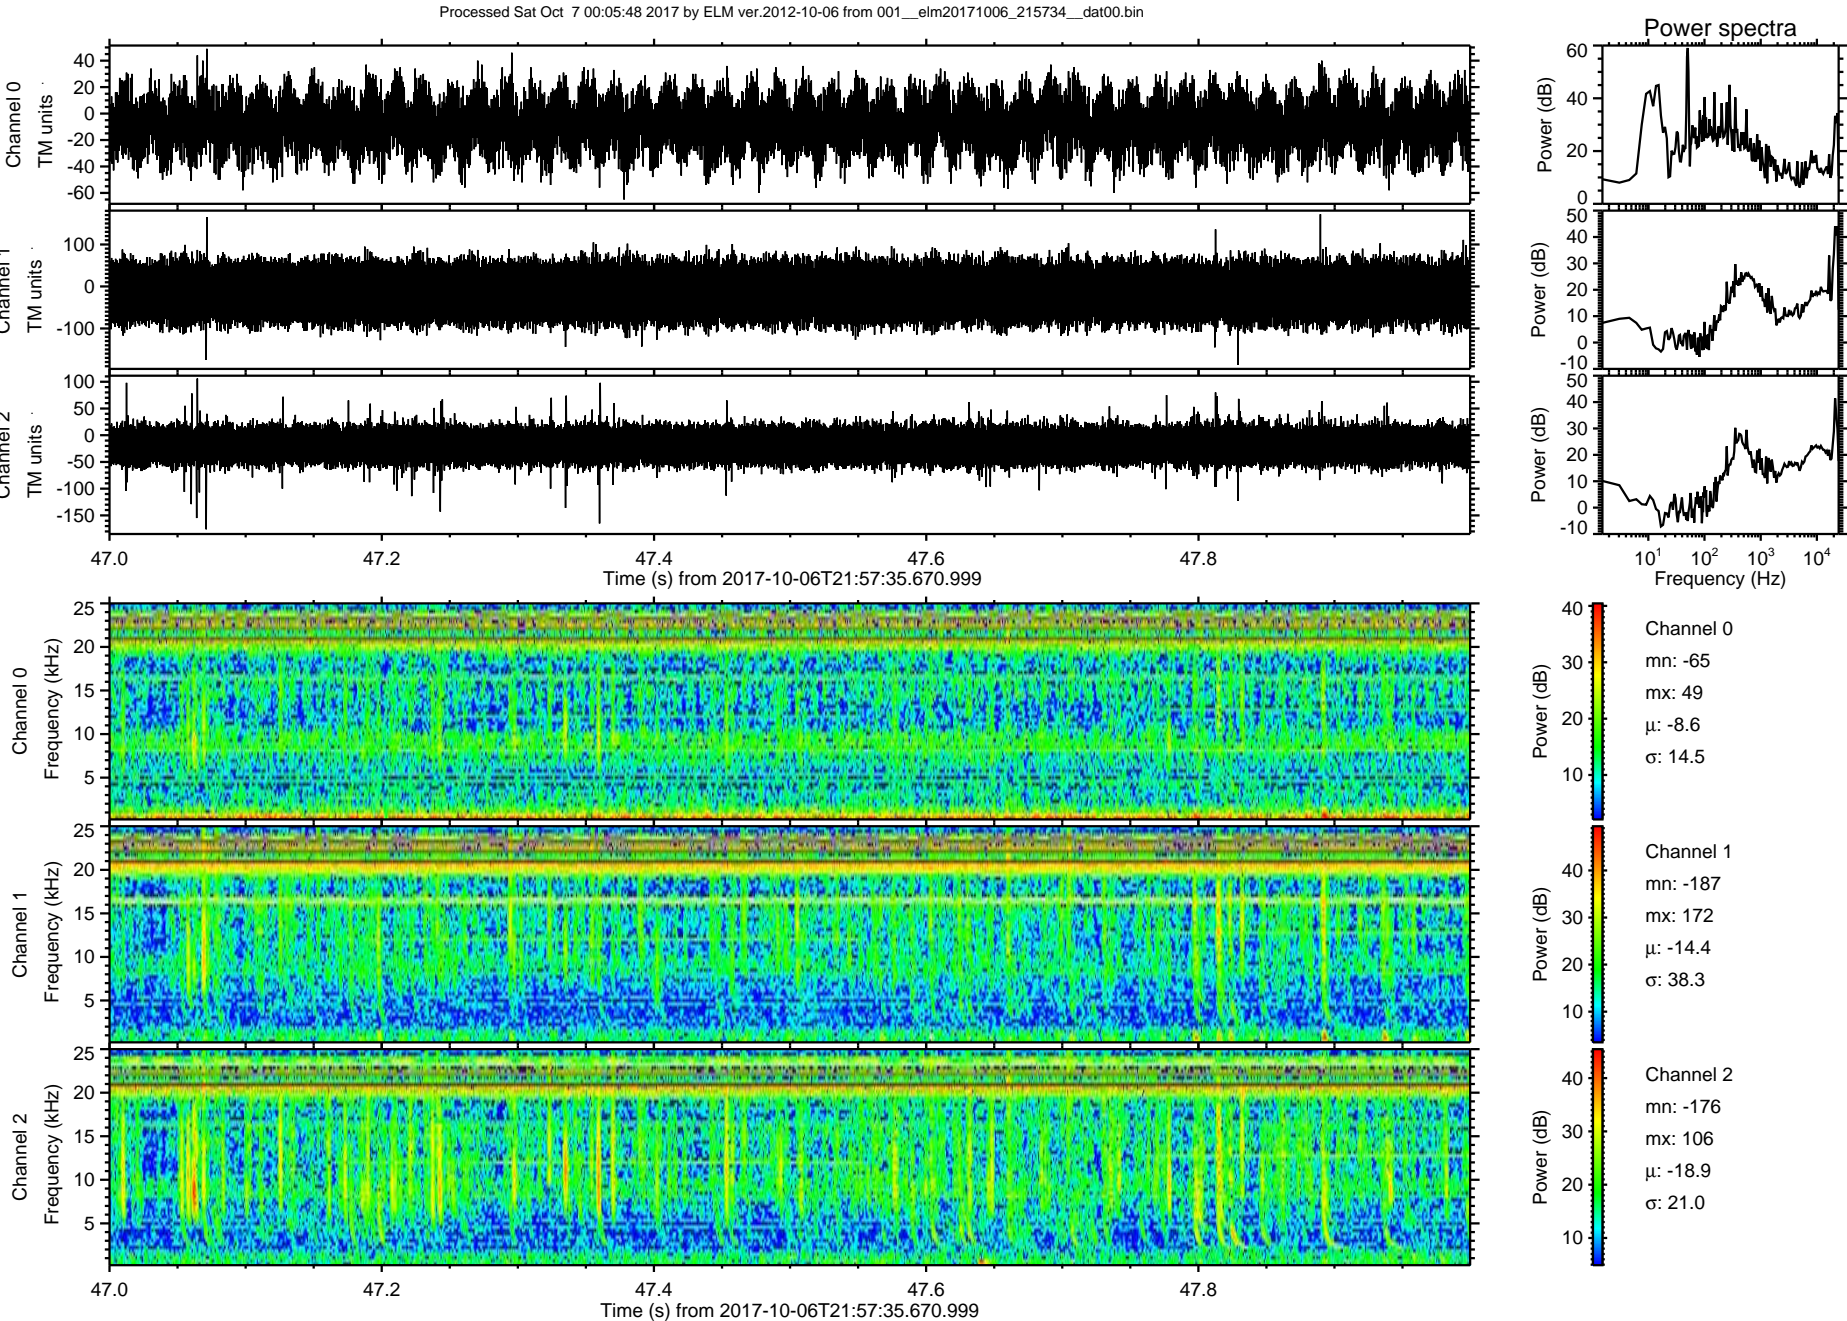 Processed Sat Oct  7 00:05:48 2017 by ELM ver.2012-10-06 from 001__elm20171006_215734__dat00.bin
Power spectra
Channel 0
TM units
40
20
0
-20
-40
-60
Power (dB)
60
40
20
0
Channel 1
TM units
100
0
-100
Power (dB)
50
40
30
20
10
0
-10
Channel 2
TM units
100
50
0
-50
-100
-150
Power (dB)
50
40
30
20
10
0
-10
47.0 47.2 47.4 47.6 47.8
Time (s) from 2017-10-06T21:57:35.670.999
10^1 10^2 10^3 10^4
Frequency (Hz)
Channel 0
Frequency (kHz)
25
20
15
10
5
Power (dB)
40
30
20
10
Channel 0
mn: -65
mx: 49
μ: -8.6
σ: 14.5
Channel 1
Frequency (kHz)
25
20
15
10
5
Power (dB)
40
30
20
10
Channel 1
mn: -187
mx: 172
μ: -14.4
σ: 38.3
Channel 2
Frequency (kHz)
25
20
15
10
5
Power (dB)
40
30
20
10
Channel 2
mn: -176
mx: 106
μ: -18.9
σ: 21.0
47.0 47.2 47.4 47.6 47.8
Time (s) from 2017-10-06T21:57:35.670.999